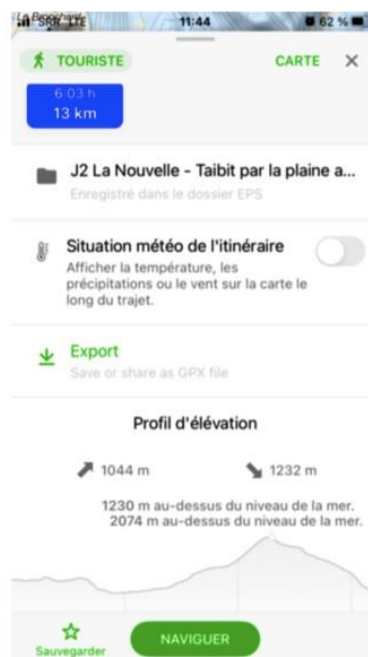 SRR LTE 11:44 62 %
TOURISTE CARTE
6:03 h
13 km
J2 La Nouvelle - Taibit par la plaine a...
Enregistré dans le dossier EPS
Situation météo de l'itinéraire
Afficher la température, les
précipitations ou le vent sur la carte le
long du trajet.
Export
Save or share as GPX file
Profil d'élévation
1044 m 1232 m
1230 m au-dessus du niveau de la mer.
2074 m au-dessus du niveau de la mer.
Sauvegarder NAVIGUER